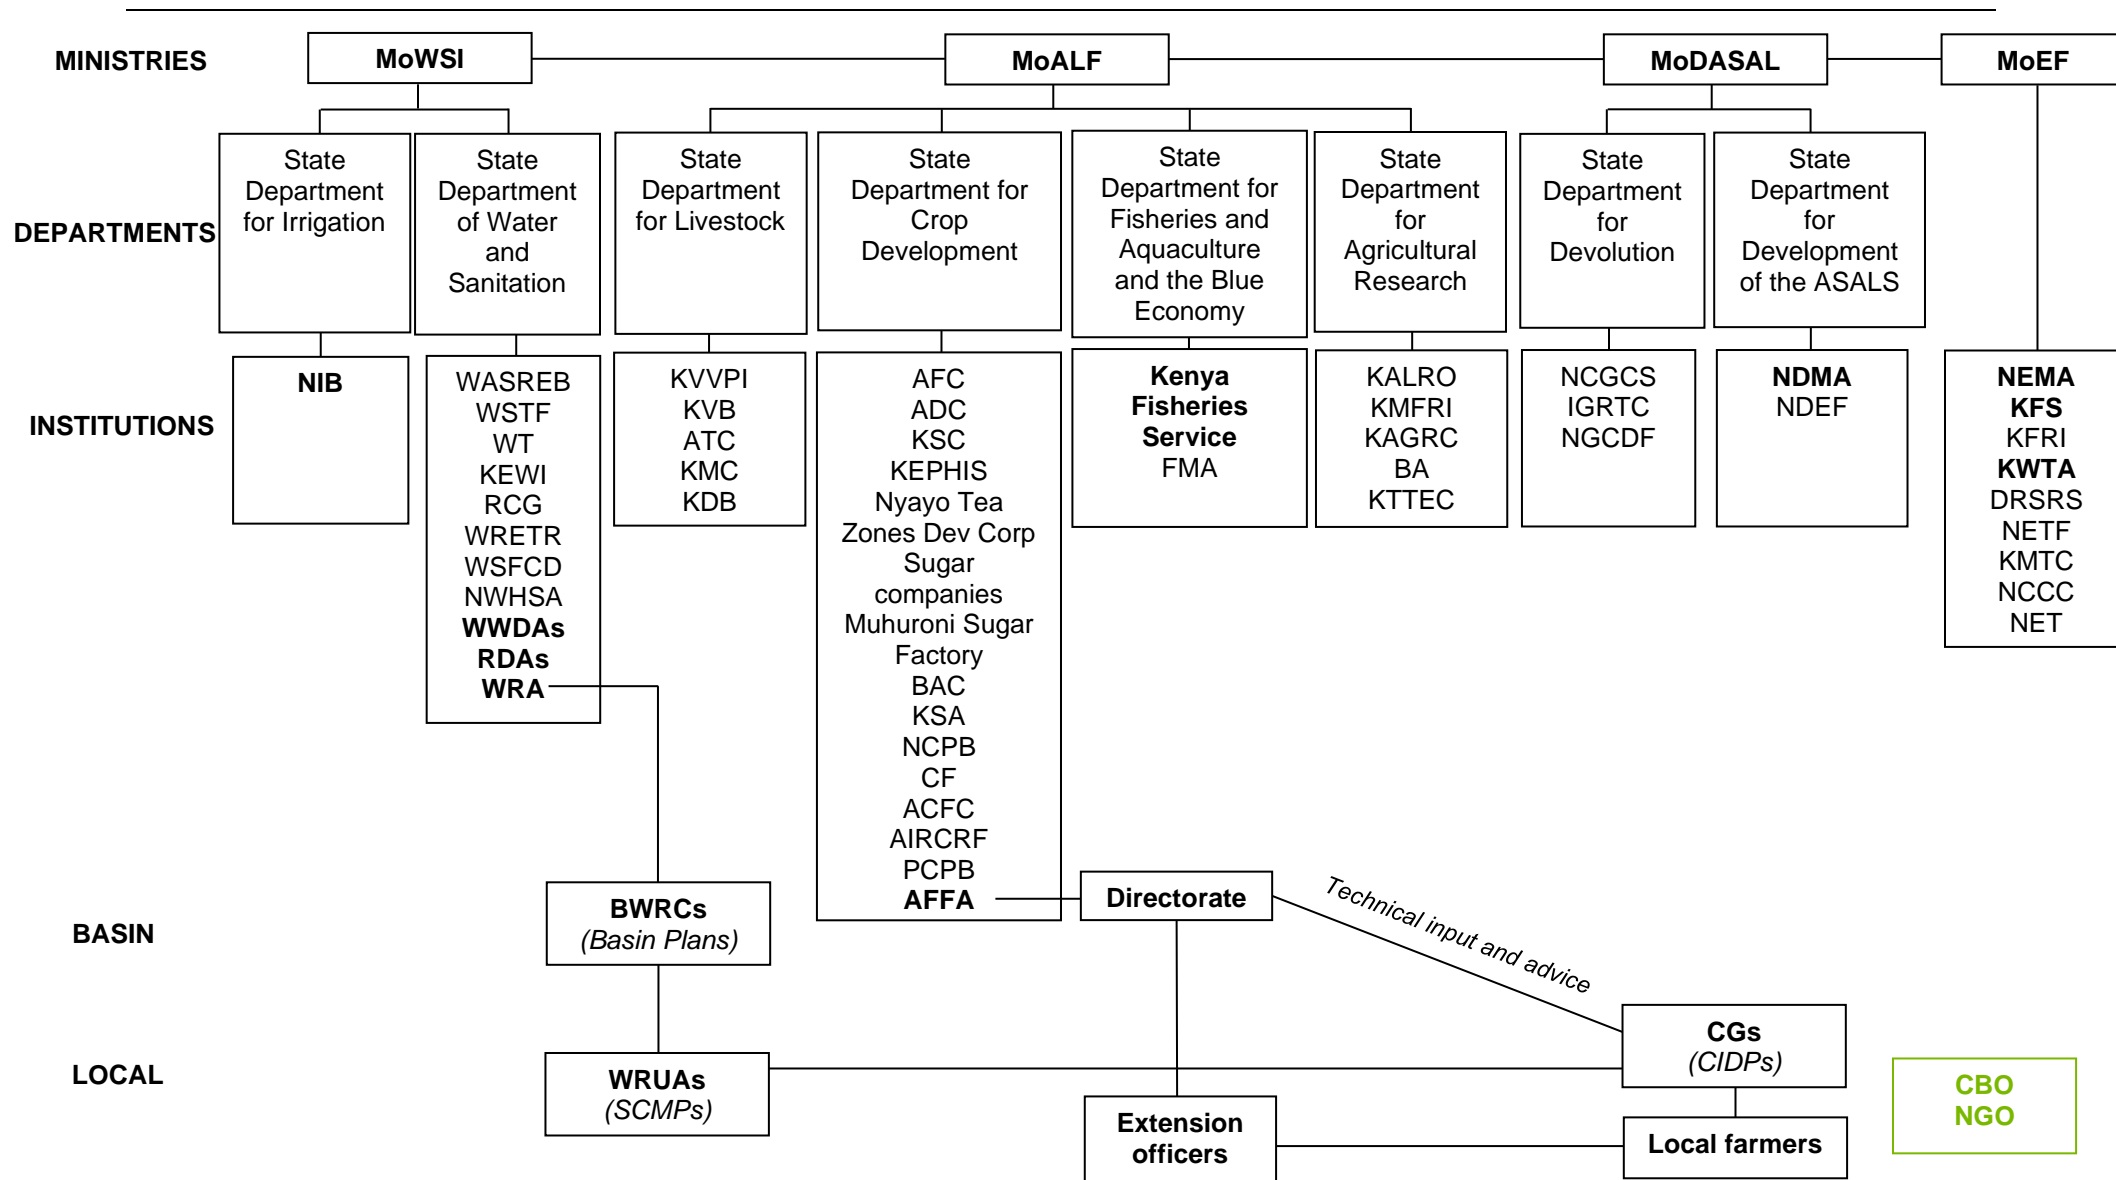 MINISTRIES
MoWSI
MoALF
MoDASAL
MoEF
DEPARTMENTS
State
Department
for Irrigation
State
Department
of Water
and
Sanitation
State
Department
for Livestock
State
Department for
Crop
Development
State
Department for
Fisheries and
Aquaculture
and the Blue
Economy
State
Department
for
Agricultural
Research
State
Department
for
Devolution
State
Department
for
Development
of the ASALS
INSTITUTIONS
NIB
WASREB
WSTF
WT
KEWI
RCG
WRETR
WSFCD
NWHSA
WWDAs
RDAs
WRA
KVVPI
KVB
ATC
KMC
KDB
AFC
ADC
KSC
KEPHIS
Nyayo Tea
Zones Dev Corp
Sugar
companies
Muhuroni Sugar
Factory
BAC
KSA
NCPB
CF
ACFC
AIRCRF
PCPB
AFFA
Kenya
Fisheries
Service
FMA
KALRO
KMFRI
KAGRC
BA
KTTEC
NCGCS
IGRTC
NGCDF
NDMA
NDEF
NEMA
KFS
KFRI
KWTA
DRSRS
NETF
KMTC
NCCC
NET
BASIN
BWRCs
(Basin Plans)
Directorate
Technical input and advice
LOCAL
WRUAs
(SCMPs)
CGs
(CIDPs)
Extension
officers
Local farmers
CBO
NGO